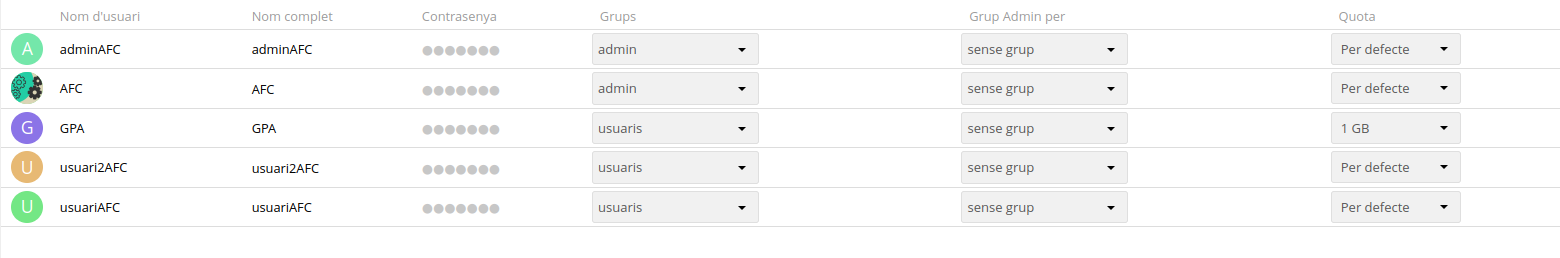 Nom d'usuari Nom complet Contrasenya Grups Grup Admin per Quota
A adminAFC adminAFC ●●●●●●● admin sense grup Per defecte
AFC AFC ●●●●●●● admin sense grup Per defecte
G GPA GPA ●●●●●●● usuaris sense grup 1 GB
U usuari2AFC usuari2AFC ●●●●●●● usuaris sense grup Per defecte
U usuariAFC usuariAFC ●●●●●●● usuaris sense grup Per defecte